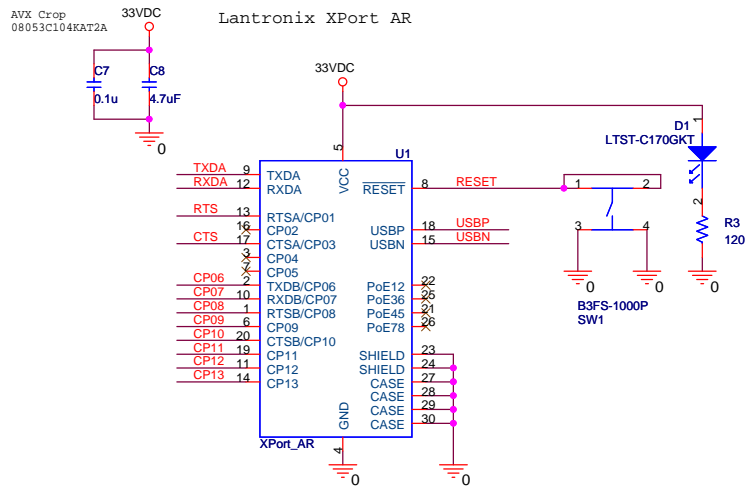 AVX Crop
08053C104KAT2A
33VDC
Lantronix XPort AR
C7
0.1u
C8
4.7uF
0
33VDC
5
VCC
U1
TXDA 9 TXDA
RXDA 12 RXDA
RTS 13 RTSA/CP01
16 CP02
CTS 17 CTSA/CP03
3 CP04
7 CP05
CP06 2 TXDB/CP06
CP07 10 RXDB/CP07
CP08 1 RTSB/CP08
CP09 6 CP09
CP10 20 CTSB/CP10
CP11 19 CP11
CP12 11 CP12
CP13 14 CP13
RESET 8 RESET
USBP 18 USBP
USBN 15 USBN
PoE12 22
PoE36 25
PoE45 21
PoE78 26
SHIELD 23
SHIELD 24
CASE 27
CASE 28
CASE 29
CASE 30
GND
4
XPort_AR
0
0
1 2
3 4
0 0
B3FS-1000P
SW1
1
D1
LTST-C170GKT
2
R3
120
0